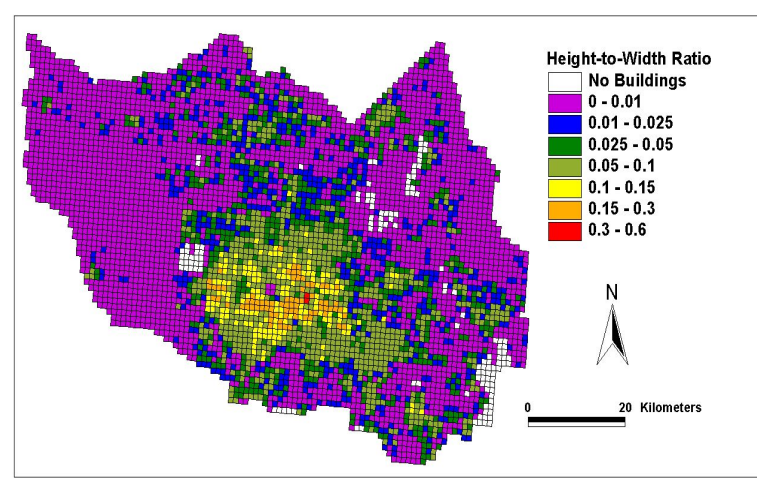 Height-to-Width Ratio
No Buildings
0 - 0.01
0.01 - 0.025
0.025 - 0.05
0.05 - 0.1
0.1 - 0.15
0.15 - 0.3
0.3 - 0.6
N
0 20 Kilometers